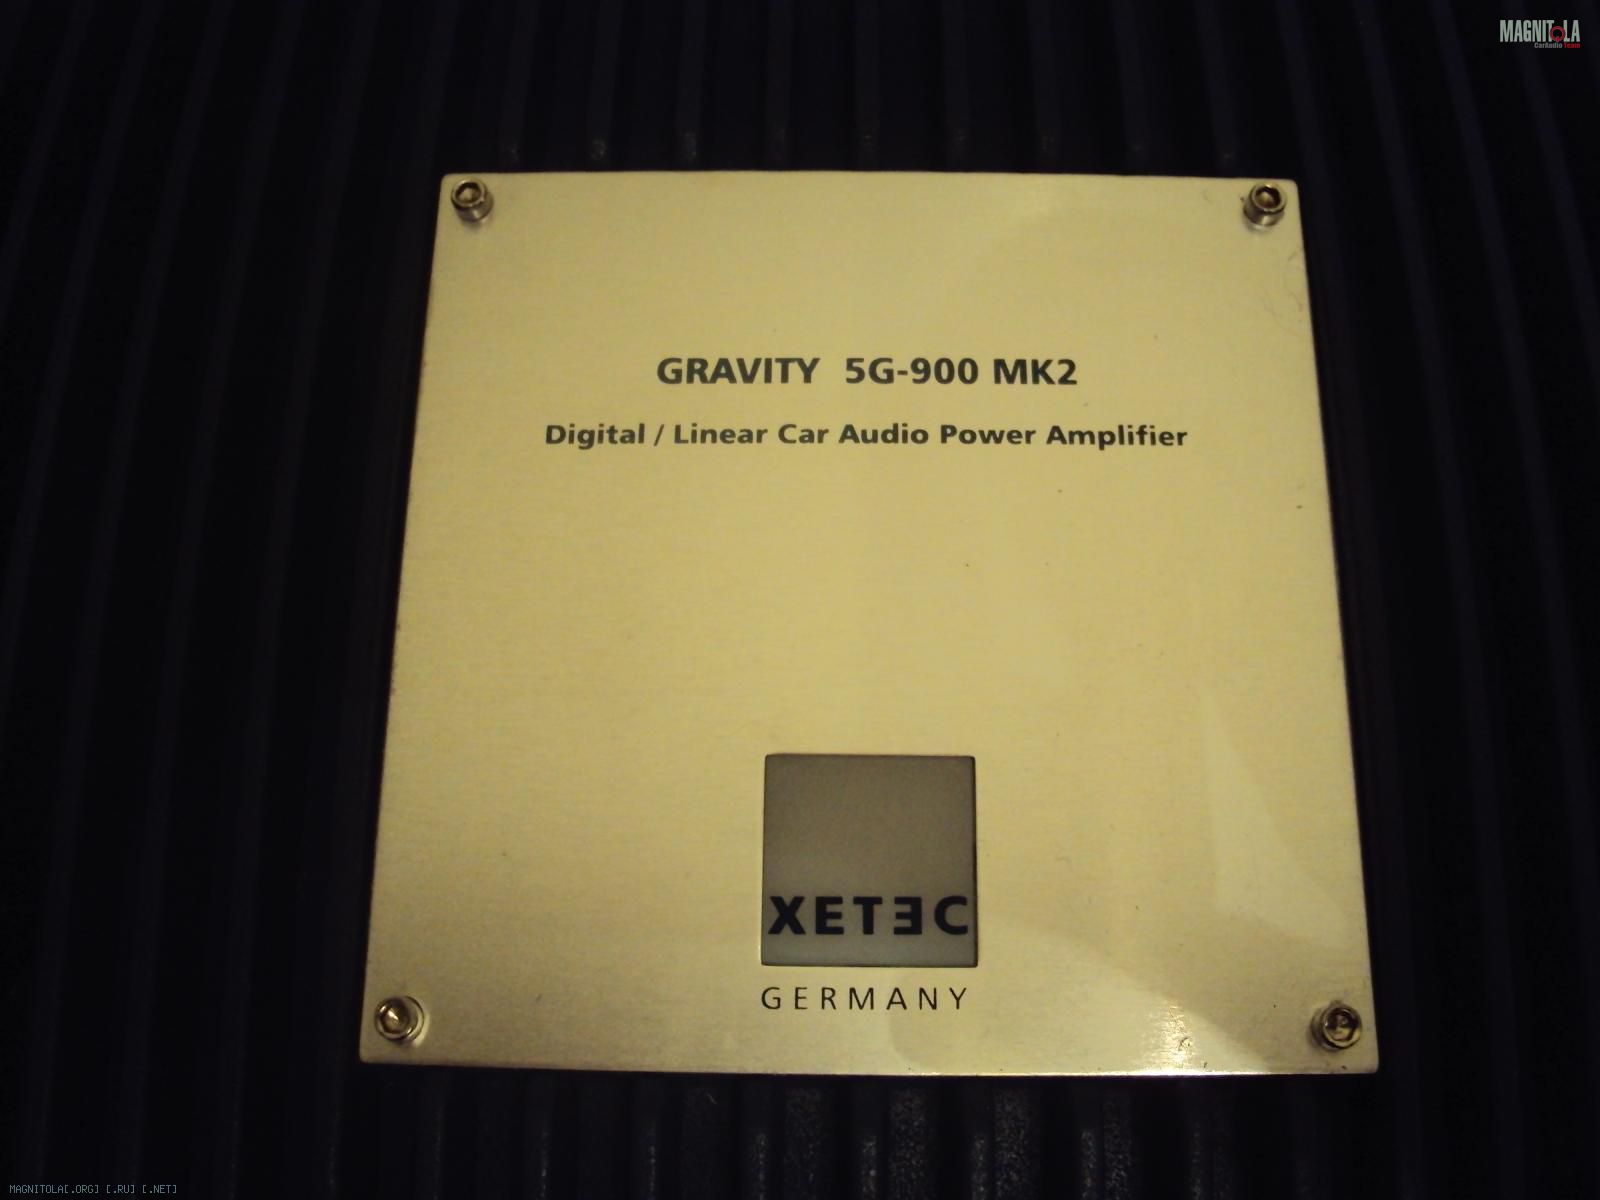 MAGNITOLA
CarAudio Team
GRAVITY 5G-900 MK2
Digital / Linear Car Audio Power Amplifier
XETEC
GERMANY
MAGNITOLA[.ORG] [.RU] [.NET]